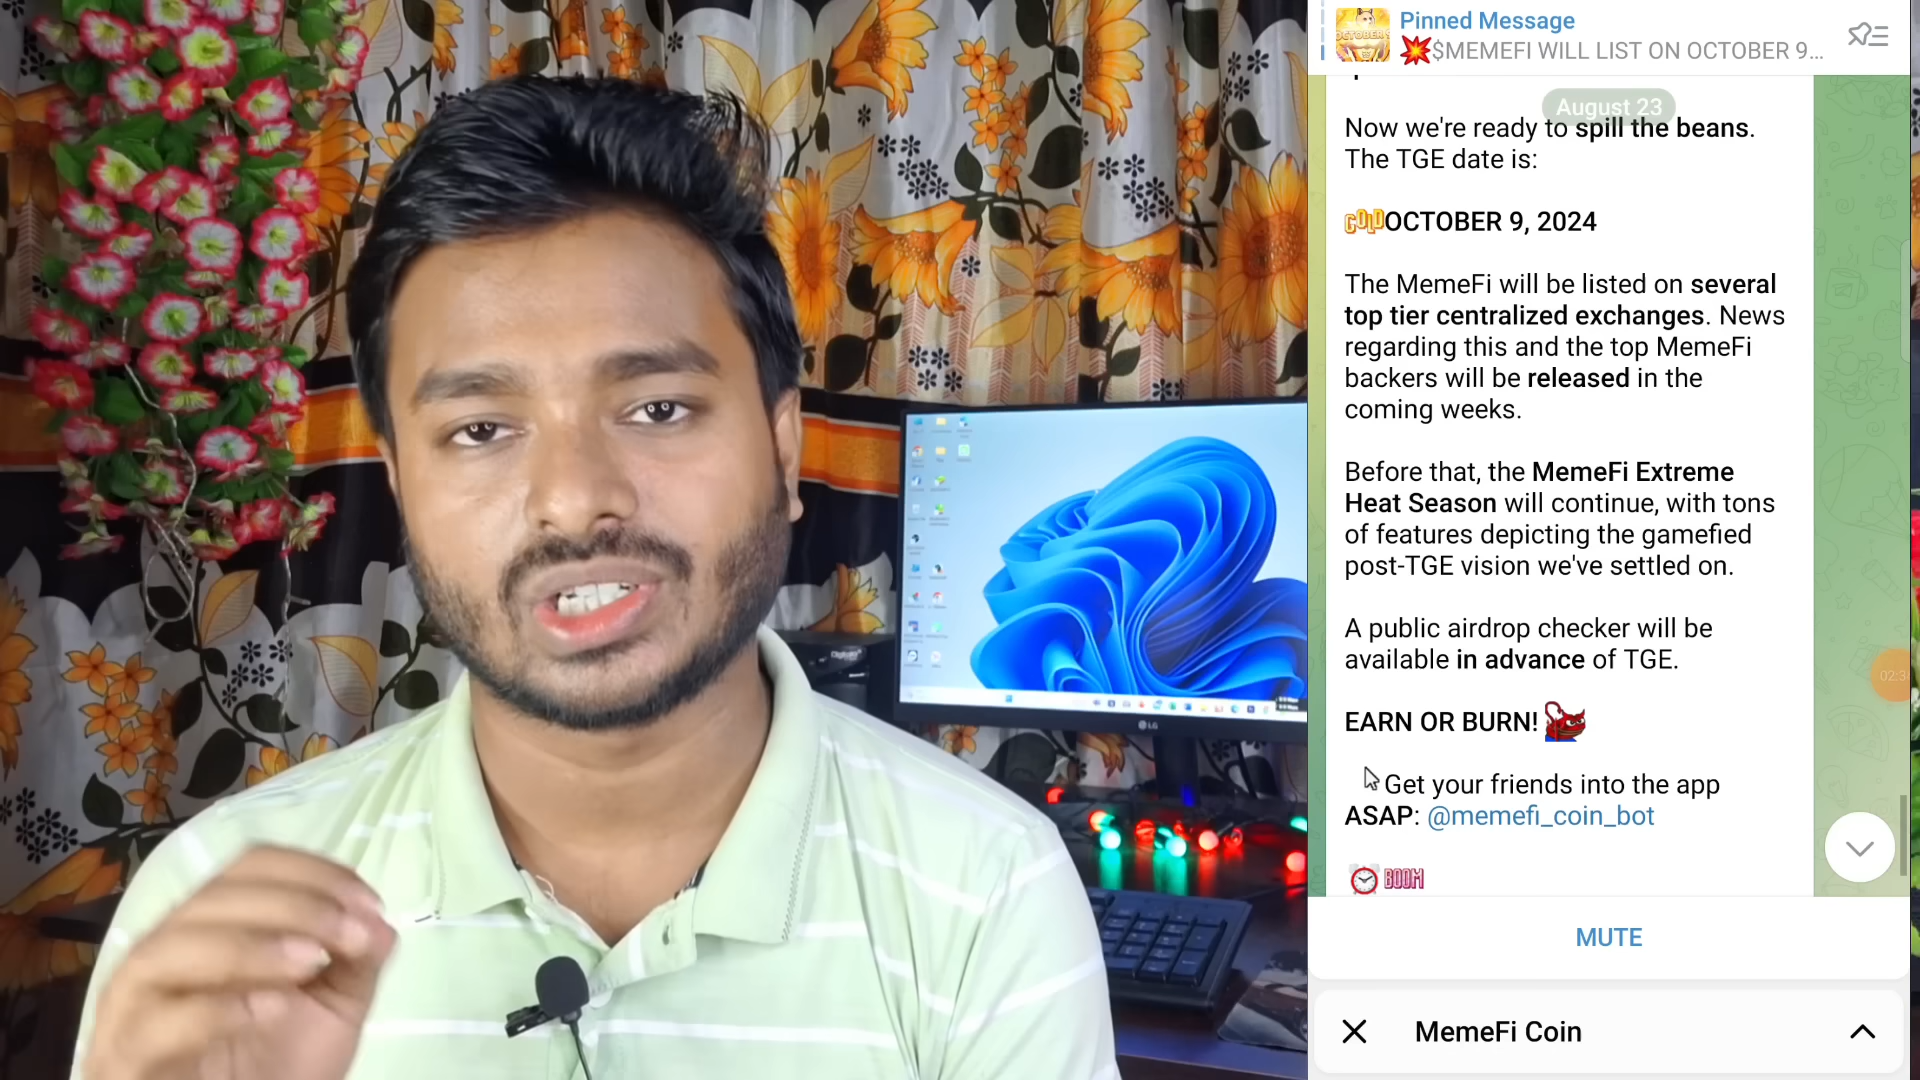 Pinned Message
💥$MEMEFI WILL LIST ON OCTOBER 9...
August 23
Now we're ready to spill the beans.
The TGE date is:
GOLD OCTOBER 9, 2024
The MemeFi will be listed on several
top tier centralized exchanges. News
regarding this and the top MemeFi
backers will be released in the
coming weeks.
Before that, the MemeFi Extreme
Heat Season will continue, with tons
of features depicting the gamefied
post-TGE vision we've settled on.
A public airdrop checker will be
available in advance of TGE.
EARN OR BURN!
Get your friends into the app
ASAP: @memefi_coin_bot
BOOM
MUTE
MemeFi Coin
LG